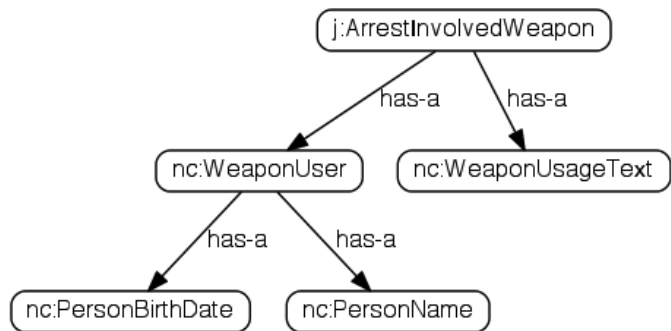 j:ArrestInvolvedWeapon
has-a
has-a
nc:WeaponUser
nc:WeaponUsageText
has-a
has-a
nc:PersonBirthDate
nc:PersonName